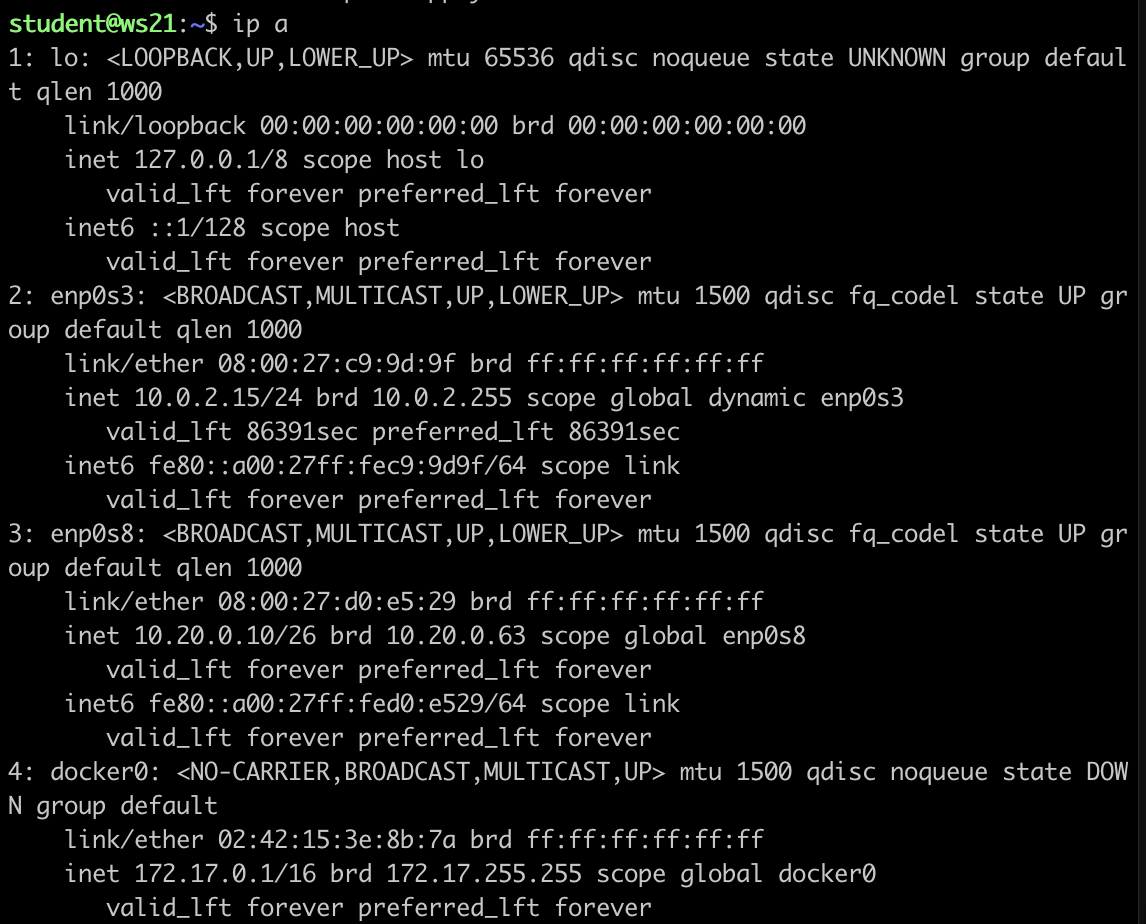 student@ws21:~$ ip a
1: lo: <LOOPBACK,UP,LOWER_UP> mtu 65536 qdisc noqueue state UNKNOWN group defaul
t qlen 1000
    link/loopback 00:00:00:00:00:00 brd 00:00:00:00:00:00
    inet 127.0.0.1/8 scope host lo
       valid_lft forever preferred_lft forever
    inet6 ::1/128 scope host
       valid_lft forever preferred_lft forever
2: enp0s3: <BROADCAST,MULTICAST,UP,LOWER_UP> mtu 1500 qdisc fq_codel state UP gr
oup default qlen 1000
    link/ether 08:00:27:c9:9d:9f brd ff:ff:ff:ff:ff:ff
    inet 10.0.2.15/24 brd 10.0.2.255 scope global dynamic enp0s3
       valid_lft 86391sec preferred_lft 86391sec
    inet6 fe80::a00:27ff:fec9:9d9f/64 scope link
       valid_lft forever preferred_lft forever
3: enp0s8: <BROADCAST,MULTICAST,UP,LOWER_UP> mtu 1500 qdisc fq_codel state UP gr
oup default qlen 1000
    link/ether 08:00:27:d0:e5:29 brd ff:ff:ff:ff:ff:ff
    inet 10.20.0.10/26 brd 10.20.0.63 scope global enp0s8
       valid_lft forever preferred_lft forever
    inet6 fe80::a00:27ff:fed0:e529/64 scope link
       valid_lft forever preferred_lft forever
4: docker0: <NO-CARRIER,BROADCAST,MULTICAST,UP> mtu 1500 qdisc noqueue state DOW
N group default
    link/ether 02:42:15:3e:8b:7a brd ff:ff:ff:ff:ff:ff
    inet 172.17.0.1/16 brd 172.17.255.255 scope global docker0
       valid_lft forever preferred_lft forever